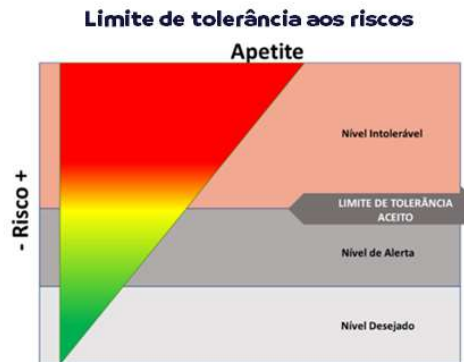 Limite de tolerância aos riscos
Apetite
- Risco +
Nível Intolerável
LIMITE DE TOLERÂNCIA
ACEITO
Nível de Alerta
Nível Desejado